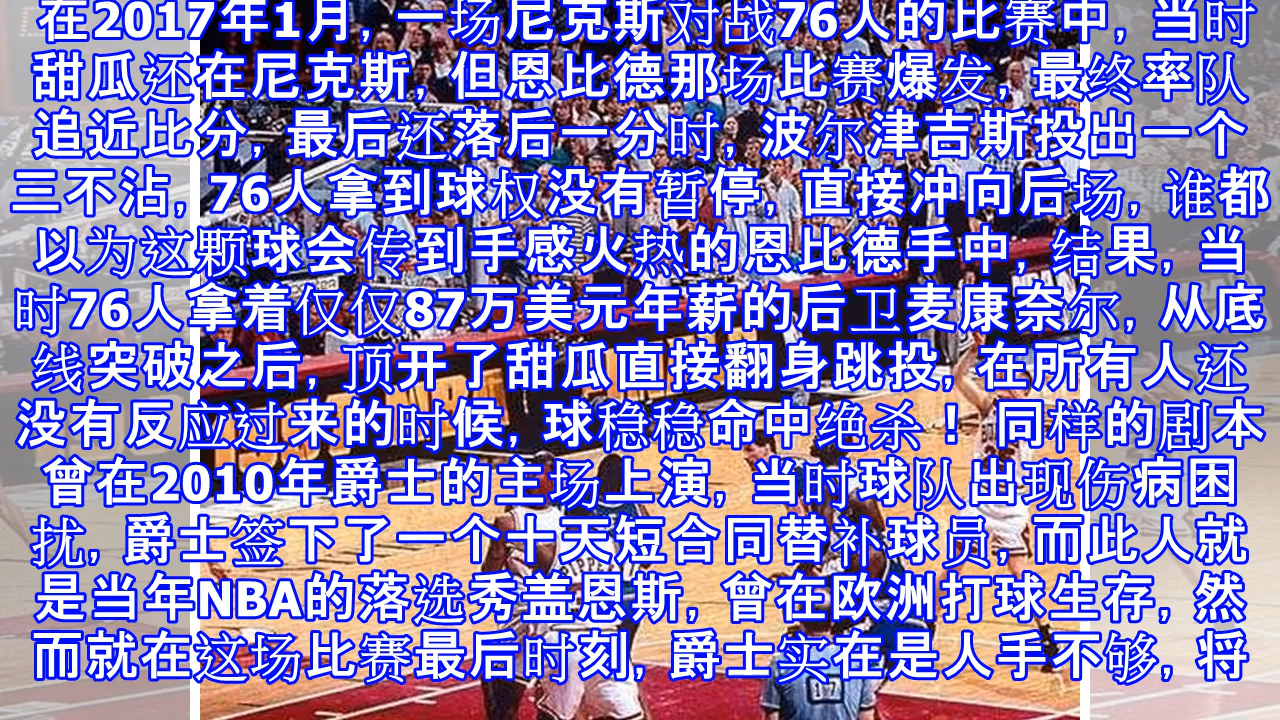 在2017年1月, 一场尼克斯对战76人的比赛中, 当时
甜瓜还在尼克斯, 但恩比德那场比赛爆发, 最终率队
追近比分, 最后还落后一分时, 波尔津吉斯投出一个
三不沾, 76人拿到球权没有暂停, 直接冲向后场, 谁都
以为这颗球会传到手感火热的恩比德手中, 结果, 当
时76人拿着仅仅87万美元年薪的后卫麦康奈尔, 从底
线突破之后, 顶开了甜瓜直接翻身跳投, 在所有人还
没有反应过来的时候, 球稳稳命中绝杀！ 同样的剧本
曾在2010年爵士的主场上演, 当时球队出现伤病困
扰, 爵士签下了一个十天短合同替补球员, 而此人就
是当年NBA的落选秀盖恩斯, 曾在欧洲打球生存, 然
而就在这场比赛最后时刻, 爵士实在是人手不够, 将
PIPPEN
17